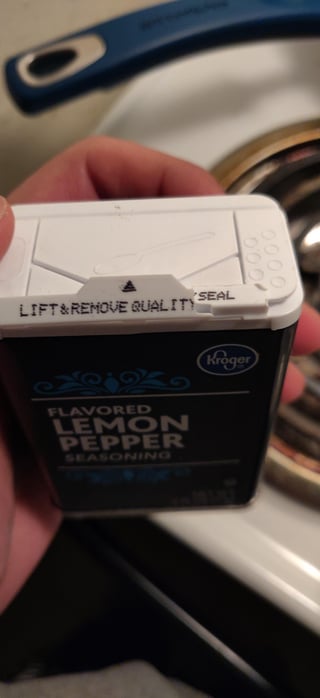 LIFT&REMOVE QUALITY SEAL
Kroger
FLAVORED
LEMON
PEPPER
SEASONING